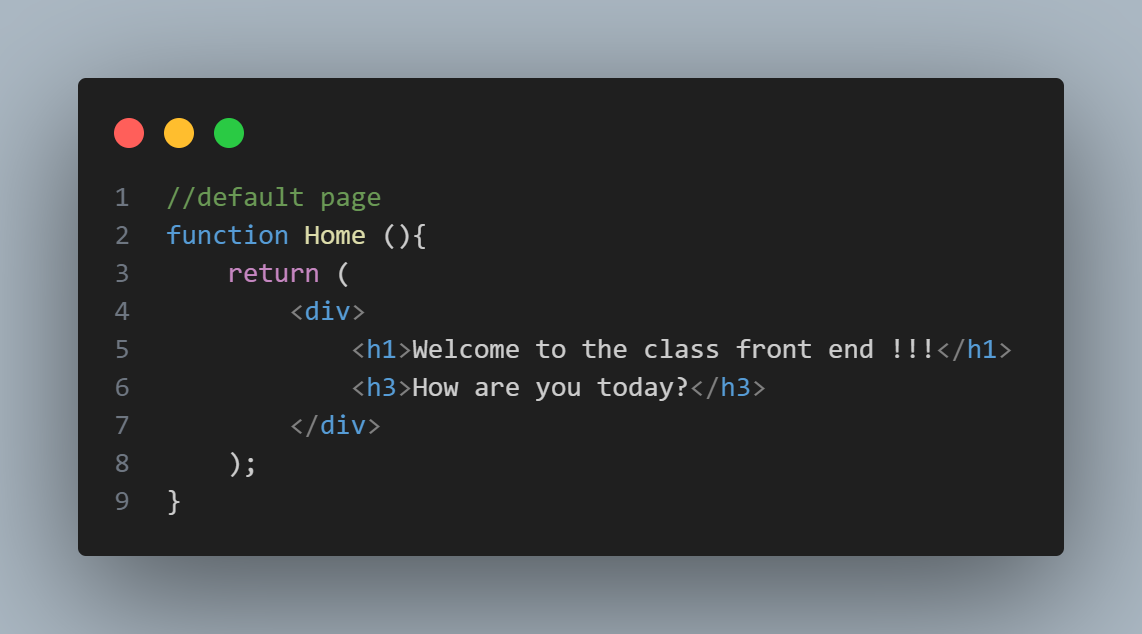 1 //default page
2 function Home (){
3     return (
4         <div>
5             <h1>Welcome to the class front end !!!</h1>
6             <h3>How are you today?</h3>
7         </div>
8     );
9 }